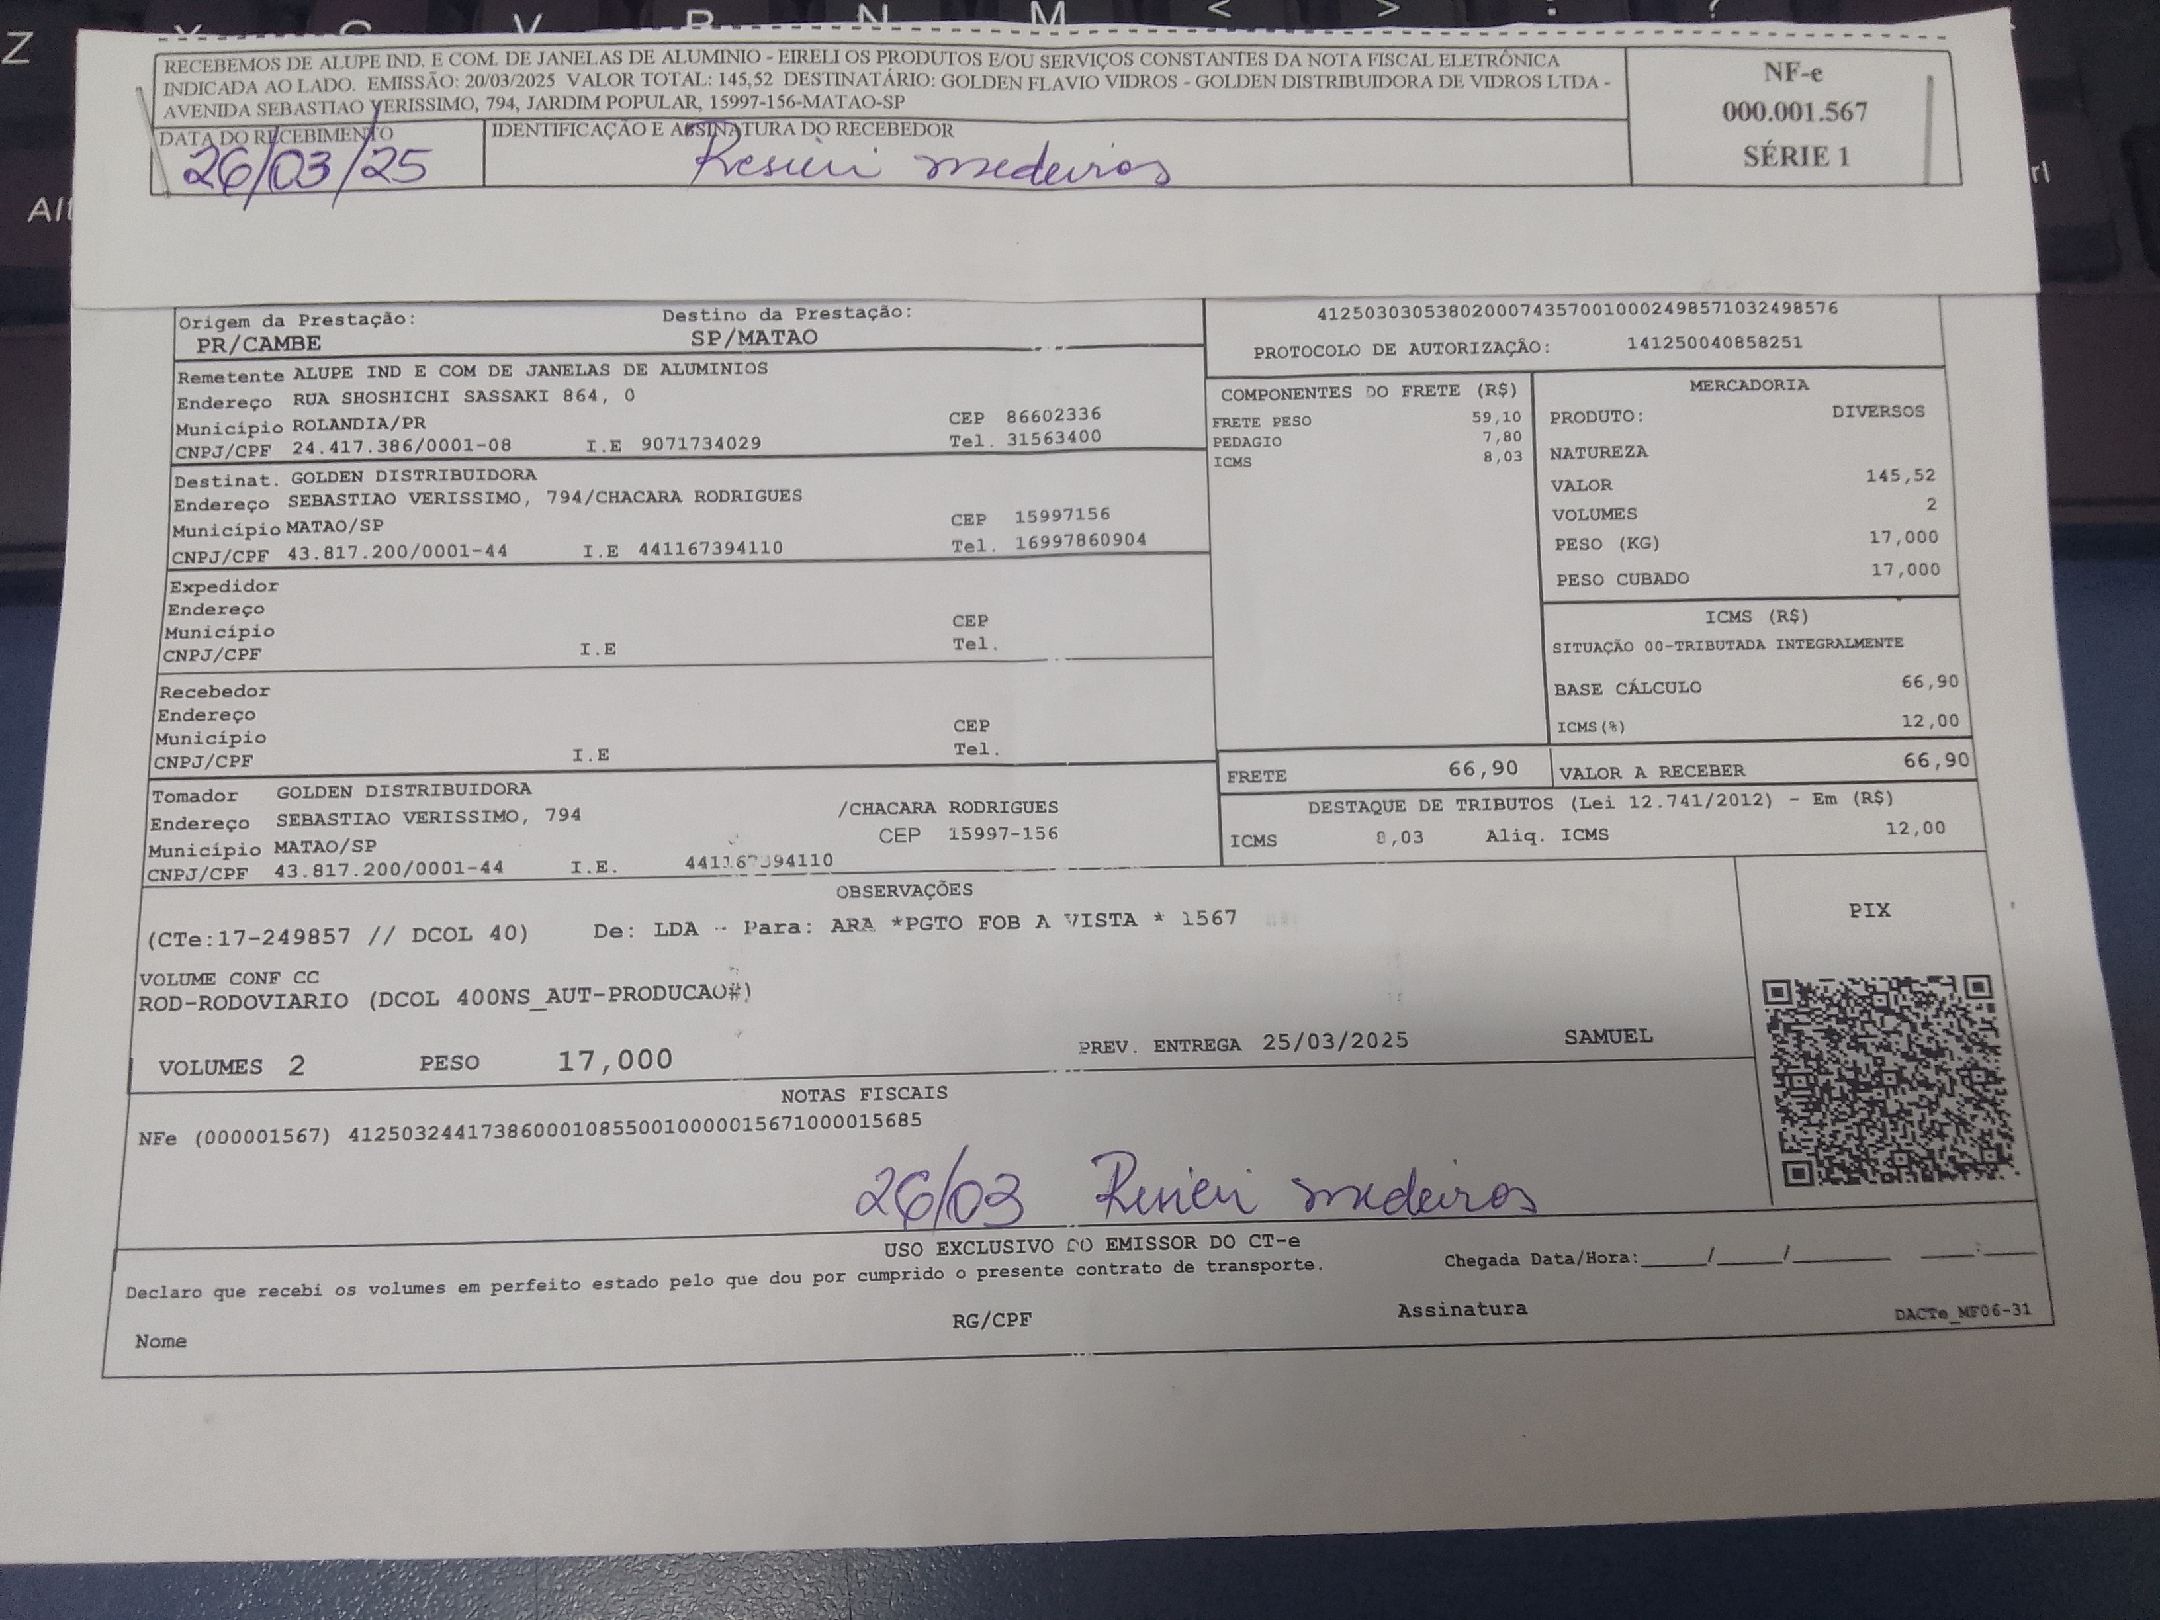 RECEBEMOS DE ALUPE IND. E COM. DE JANELAS DE ALUMINIO - EIRELI OS PRODUTOS E/OU SERVIÇOS CONSTANTES DA NOTA FISCAL ELETRÔNICA
INDICADA AO LADO. EMISSÃO: 20/03/2025 VALOR TOTAL: 145,52 DESTINATÁRIO: GOLDEN FLAVIO VIDROS - GOLDEN DISTRIBUIDORA DE VIDROS LTDA -
AVENIDA SEBASTIAO VERISSIMO, 794, JARDIM POPULAR, 15997-156-MATAO-SP
NF-e
000.001.567
SÉRIE 1
DATA DO RECEBIMENTO
26/03/25
IDENTIFICAÇÃO E ASSINATURA DO RECEBEDOR
medeiros
Origem da Prestação: Destino da Prestação:
PR/CAMBE SP/MATAO
41250303053802000743570010002498571032498576
PROTOCOLO DE AUTORIZAÇÃO: 141250040858251
Remetente ALUPE IND E COM DE JANELAS DE ALUMINIOS
Endereço RUA SHOSHICHI SASSAKI 864, 0
Município ROLANDIA/PR CEP 86602336
CNPJ/CPF 24.417.386/0001-08 I.E 9071734029 Tel. 31563400
Destinat. GOLDEN DISTRIBUIDORA
Endereço SEBASTIAO VERISSIMO, 794/CHACARA RODRIGUES
Município MATAO/SP CEP 15997156
CNPJ/CPF 43.817.200/0001-44 I.E 441167394110 Tel. 16997860904
Expedidor
Endereço
Município CEP
CNPJ/CPF I.E Tel.
Recebedor
Endereço
Município CEP
CNPJ/CPF I.E Tel.
Tomador GOLDEN DISTRIBUIDORA
Endereço SEBASTIAO VERISSIMO, 794 /CHACARA RODRIGUES
Município MATAO/SP CEP 15997-156
CNPJ/CPF 43.817.200/0001-44 I.E. 441167394110
COMPONENTES DO FRETE (R$)
FRETE PESO 59,10
PEDAGIO 7,80
ICMS 8,03
MERCADORIA
PRODUTO: DIVERSOS
NATUREZA
VALOR 145,52
VOLUMES 2
PESO (KG) 17,000
PESO CUBADO 17,000
ICMS (R$)
SITUAÇÃO 00-TRIBUTADA INTEGRALMENTE
BASE CÁLCULO 66,90
ICMS(%) 12,00
FRETE 66,90 VALOR A RECEBER 66,90
DESTAQUE DE TRIBUTOS (Lei 12.741/2012) - Em (R$)
ICMS 8,03 Aliq. ICMS 12,00
OBSERVAÇÕES
(CTe:17-249857 // DCOL 40) De: LDA - Para: ARA *PGTO FOB A VISTA * 1567
VOLUME CONF CC
ROD-RODOVIARIO (DCOL 400NS_AUT-PRODUCAO#)
VOLUMES 2 PESO 17,000 PREV. ENTREGA 25/03/2025 SAMUEL
PIX
NOTAS FISCAIS
NFe (000001567) 41250324417386000108550010000015671000015685
26/03 medeiros
USO EXCLUSIVO DO EMISSOR DO CT-e
Declaro que recebi os volumes em perfeito estado pelo que dou por cumprido o presente contrato de transporte.
Chegada Data/Hora:_____/_____/_______ ____:____
Nome RG/CPF Assinatura
DACTe_MF06-31